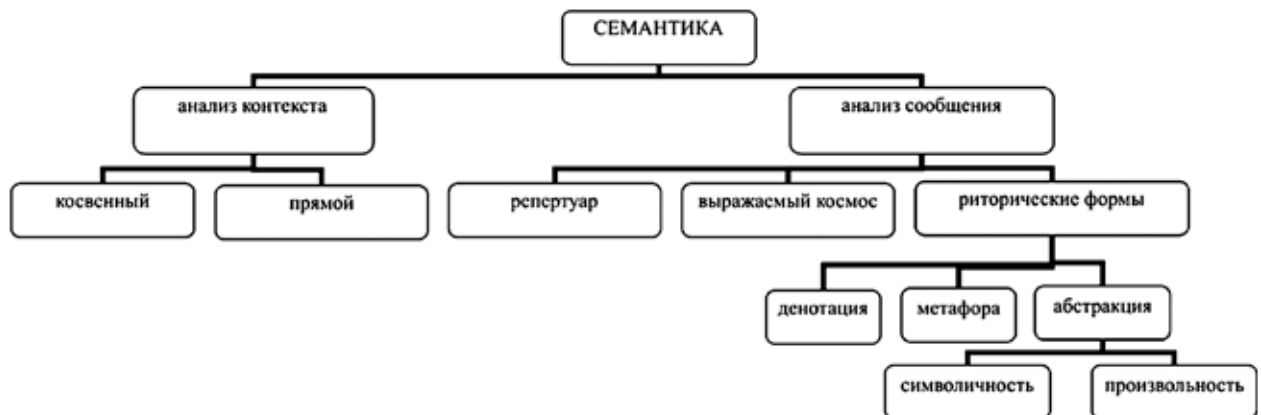 СЕМАНТИКА
анализ контекста
анализ сообщения
косвенный
прямой
репертуар
выражаемый космос
риторические формы
денотация
метафора
абстракция
символичность
произвольность